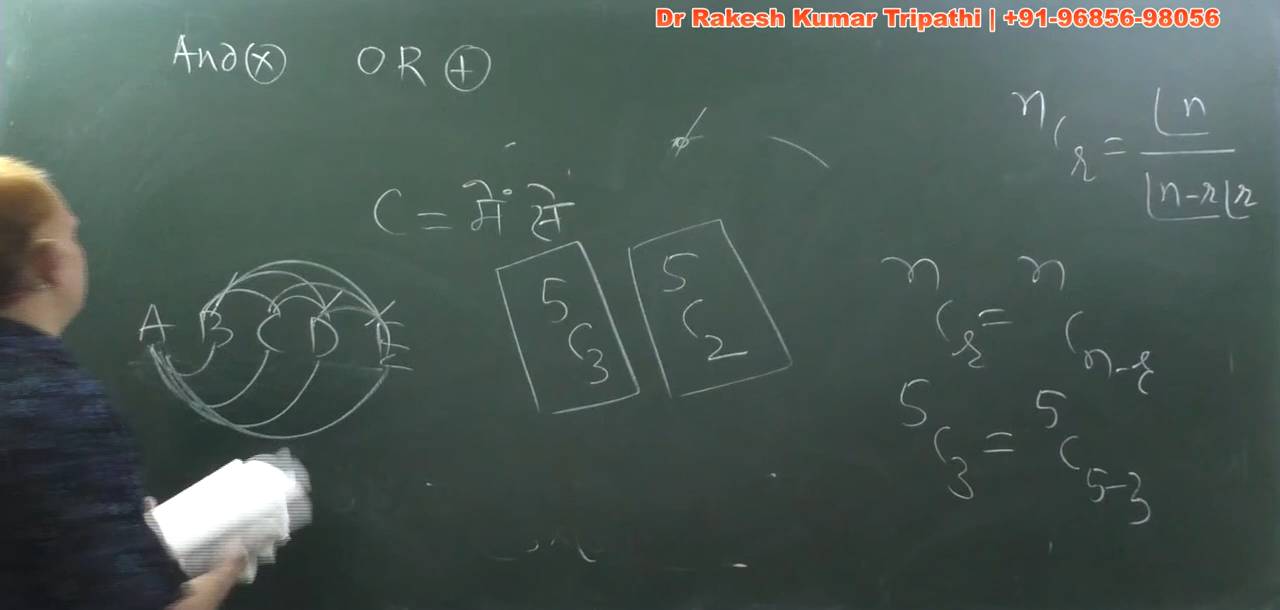 Dr Rakesh Kumar Tripathi | +91-96856-98056
And ⊗ OR ⊕
nCr = ⌊n / ⌊n-r ⌊r
C = में से
A B C D E
5C3 5C2
nCr = nCn-r
5C3 = 5C5-3